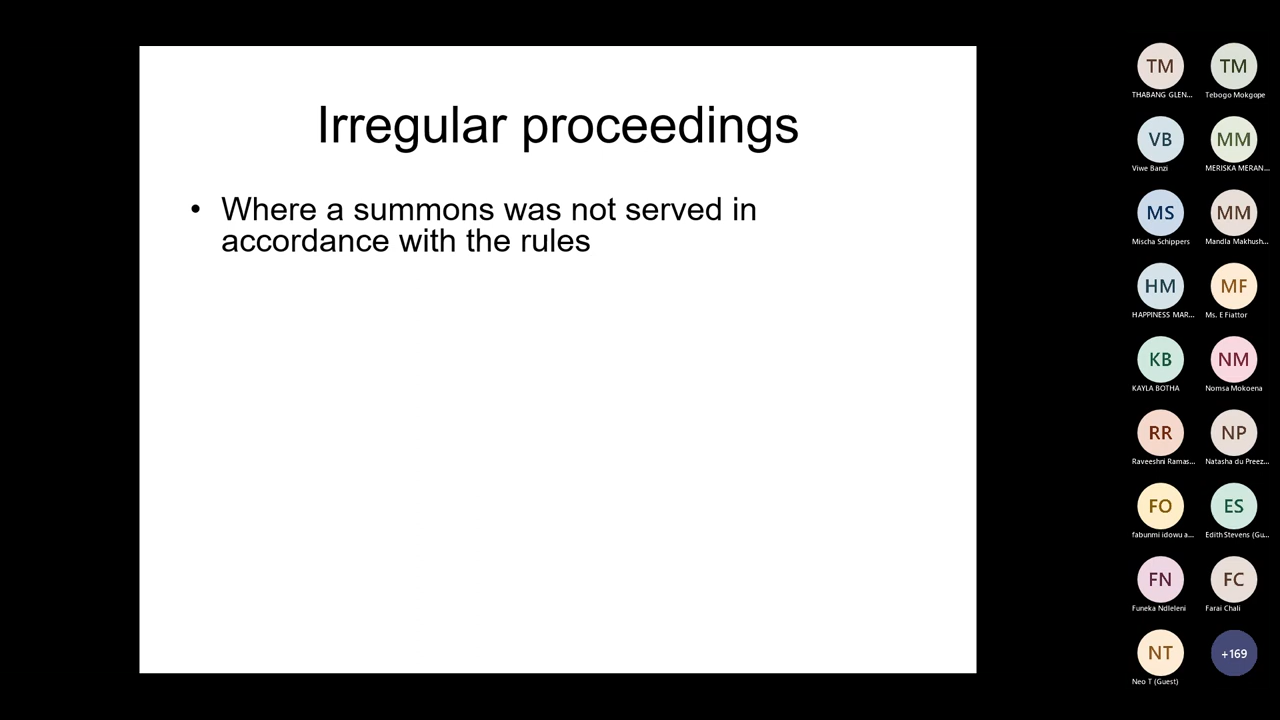 Irregular proceedings
• Where a summons was not served in
accordance with the rules
TM
THABANG GLEN...
TM
Tebogo Mokgope
VB
Viwe Banzi
MM
MERISKA MERAN...
MS
Mischa Schippers
MM
Mandla Makhush...
HM
HAPPINESS MAR...
MF
Ms. E Fiattor
KB
KAYLA BOTHA
NM
Nomsa Mokoena
RR
Raveeshni Ramas...
NP
Natasha du Preez...
FO
fabunmi idowu a...
ES
Edith Stevens (Gu...
FN
Funeka Ndleleni
FC
Farai Chali
NT
Neo T (Guest)
+169